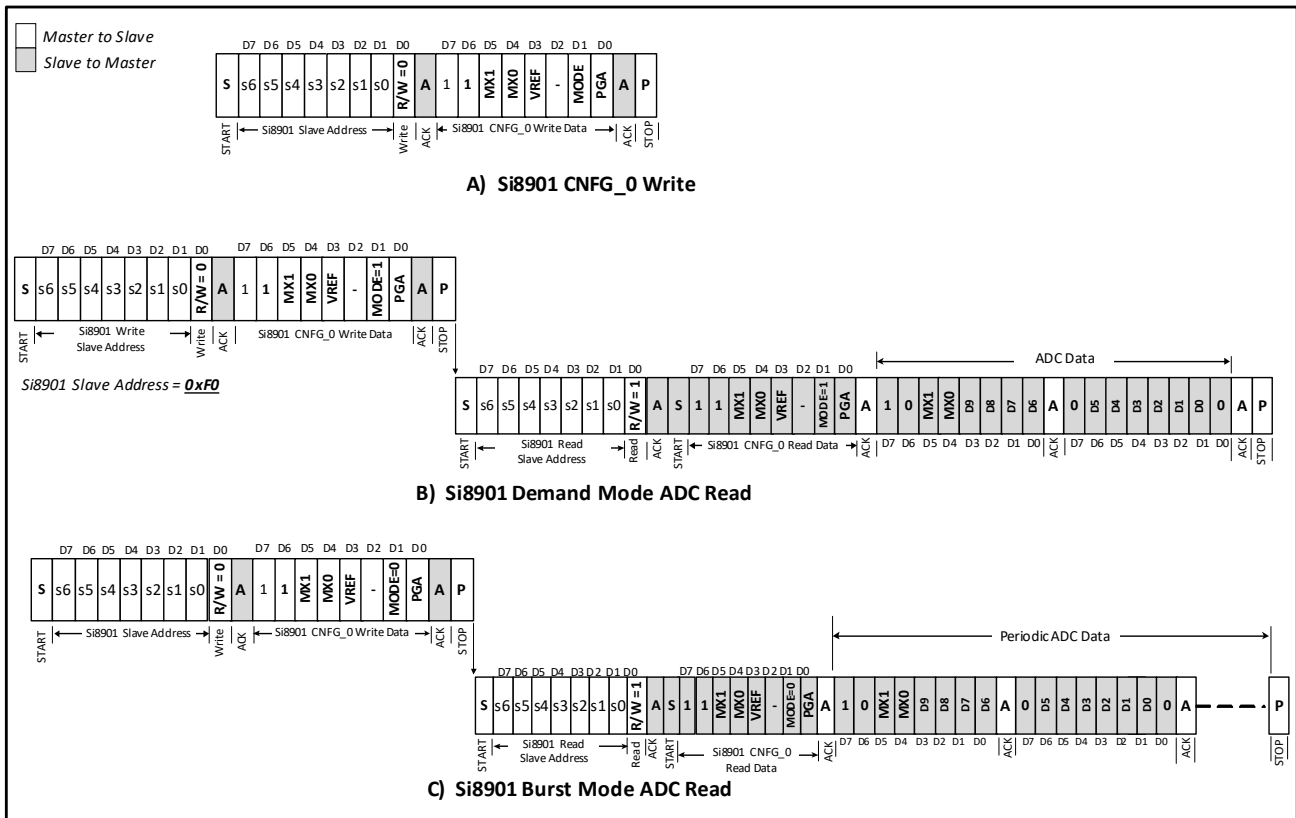 Master to Slave
Slave to Master
D7 D6 D5 D4 D3 D2 D1 D0 D7 D6 D5 D4 D3 D2 D1 D0
S s6 s5 s4 s3 s2 s1 s0 R/W = 0 A 1 1 MX1 MX0 VREF - MODE PGA A P
START Si8901 Slave Address Write ACK Si8901 CNFG_0 Write Data ACK STOP
A) Si8901 CNFG_0 Write
D7 D6 D5 D4 D3 D2 D1 D0 D7 D6 D5 D4 D3 D2 D1 D0
S s6 s5 s4 s3 s2 s1 s0 R/W = 0 A 1 1 MX1 MX0 VREF - MODE=1 PGA A P
START Si8901 Write Slave Address Write ACK Si8901 CNFG_0 Write Data ACK STOP
Si8901 Slave Address = 0xF0
ADC Data
D7 D6 D5 D4 D3 D2 D1 D0 D7 D6 D5 D4 D3 D2 D1 D0
S s6 s5 s4 s3 s2 s1 s0 R/W = 1 A S 1 1 MX1 MX0 VREF - MODE=1 PGA A 1 0 MX1 MX0 D9 D8 D7 D6 A 0 D5 D4 D3 D2 D1 D0 0 A P
D7 D6 D5 D4 D3 D2 D1 D0 D7 D6 D5 D4 D3 D2 D1 D0
START Si8901 Read Slave Address Read ACK START Si8901 CNFG_0 Read Data ACK ACK ACK STOP
B) Si8901 Demand Mode ADC Read
D7 D6 D5 D4 D3 D2 D1 D0 D7 D6 D5 D4 D3 D2 D1 D0
S s6 s5 s4 s3 s2 s1 s0 R/W = 0 A 1 1 MX1 MX0 VREF - MODE=0 PGA A P
START Si8901 Slave Address Write ACK Si8901 CNFG_0 Write Data ACK STOP
Periodic ADC Data
D7 D6 D5 D4 D3 D2 D1 D0 D7 D6 D5 D4 D3 D2 D1 D0
S s6 s5 s4 s3 s2 s1 s0 R/W = 1 A S 1 1 MX1 MX0 VREF - MODE=0 PGA A 1 0 MX1 MX0 D9 D8 D7 D6 A 0 D5 D4 D3 D2 D1 D0 0 A P
D7 D6 D5 D4 D3 D2 D1 D0 D7 D6 D5 D4 D3 D2 D1 D0
START Si8901 Read Slave Address Read ACK START Si8901 CNFG_0 Read Data ACK ACK ACK STOP
C) Si8901 Burst Mode ADC Read